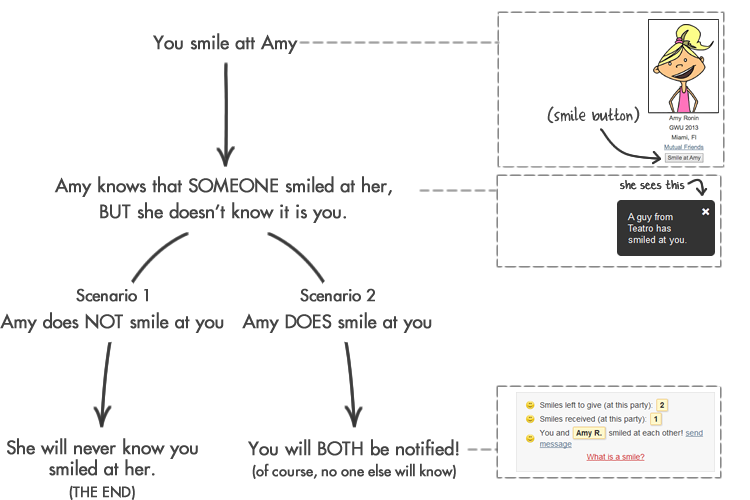 You smile att Amy
(smile button)
Amy Ronin
GWU 2013
Miami, Fl
Mutual Friends
Smile at Amy
Amy knows that SOMEONE smiled at her,
BUT she doesn't know it is you.
she sees this
A guy from
Teatro has
smiled at you.
Scenario 1
Amy does NOT smile at you
Scenario 2
Amy DOES smile at you
She will never know you
smiled at her.
(THE END)
You will BOTH be notified!
(of course, no one else will know)
Smiles left to give (at this party): 2
Smiles received (at this party): 1
You and Amy R. smiled at each other! send
message
What is a smile?